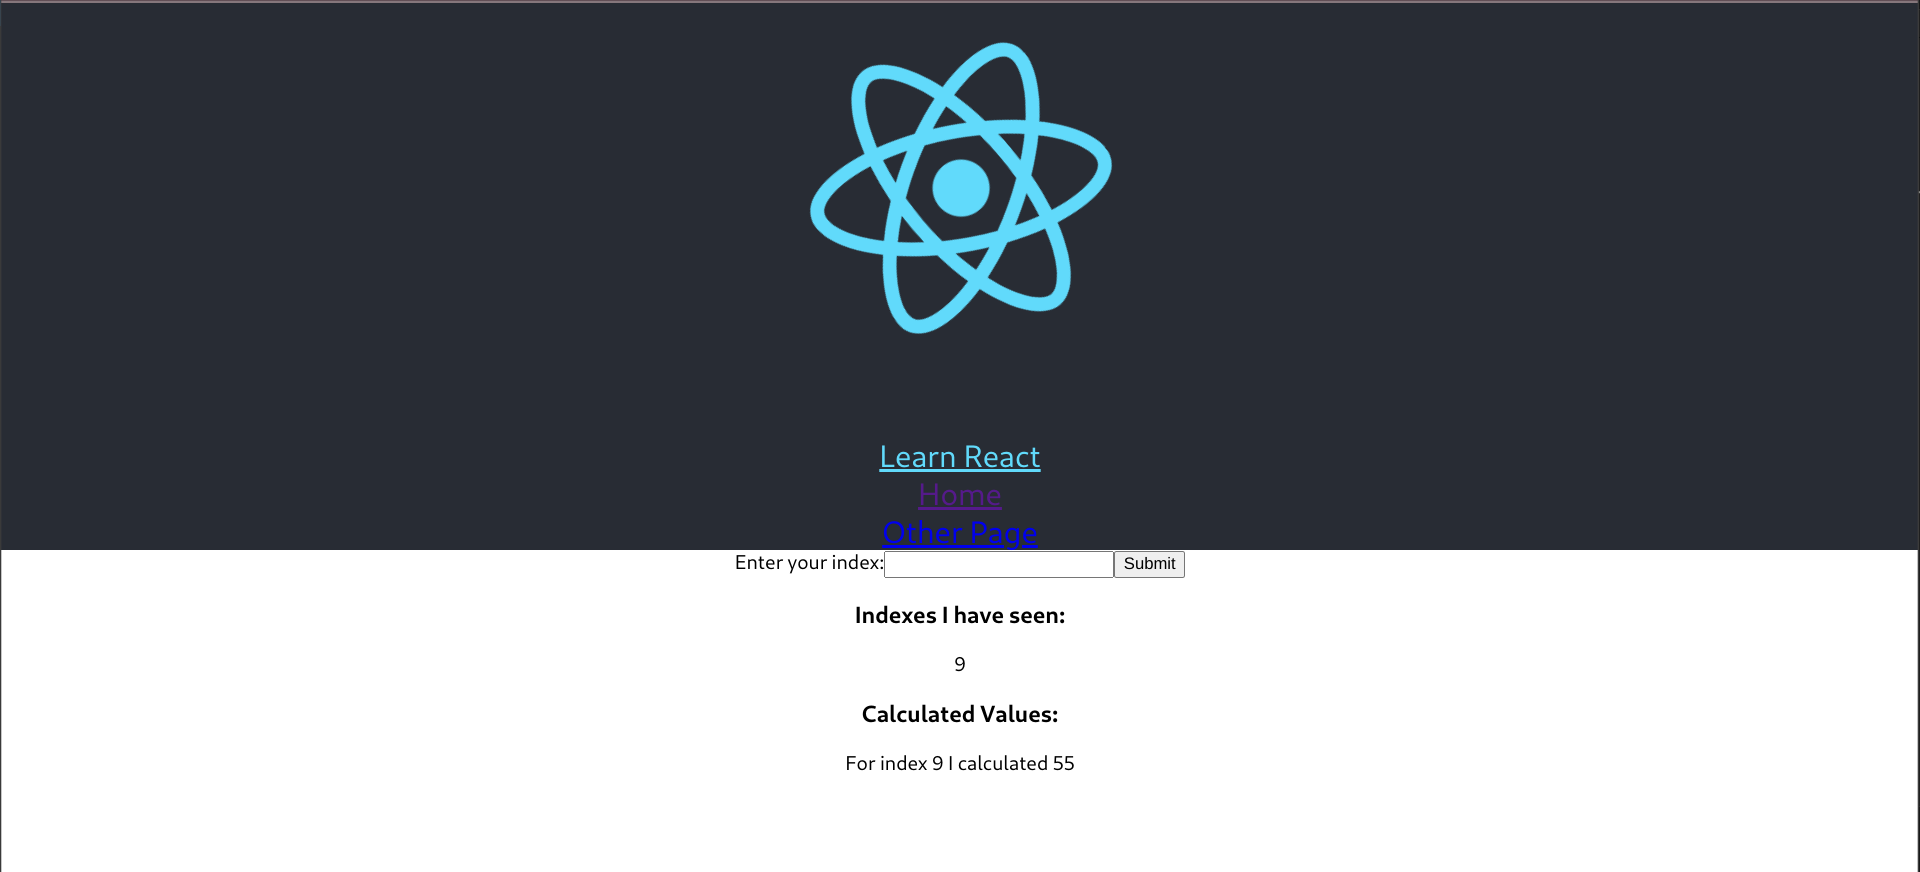 Learn React
Home
Other Page
Enter your index: Submit
Indexes I have seen:
9
Calculated Values:
For index 9 I calculated 55